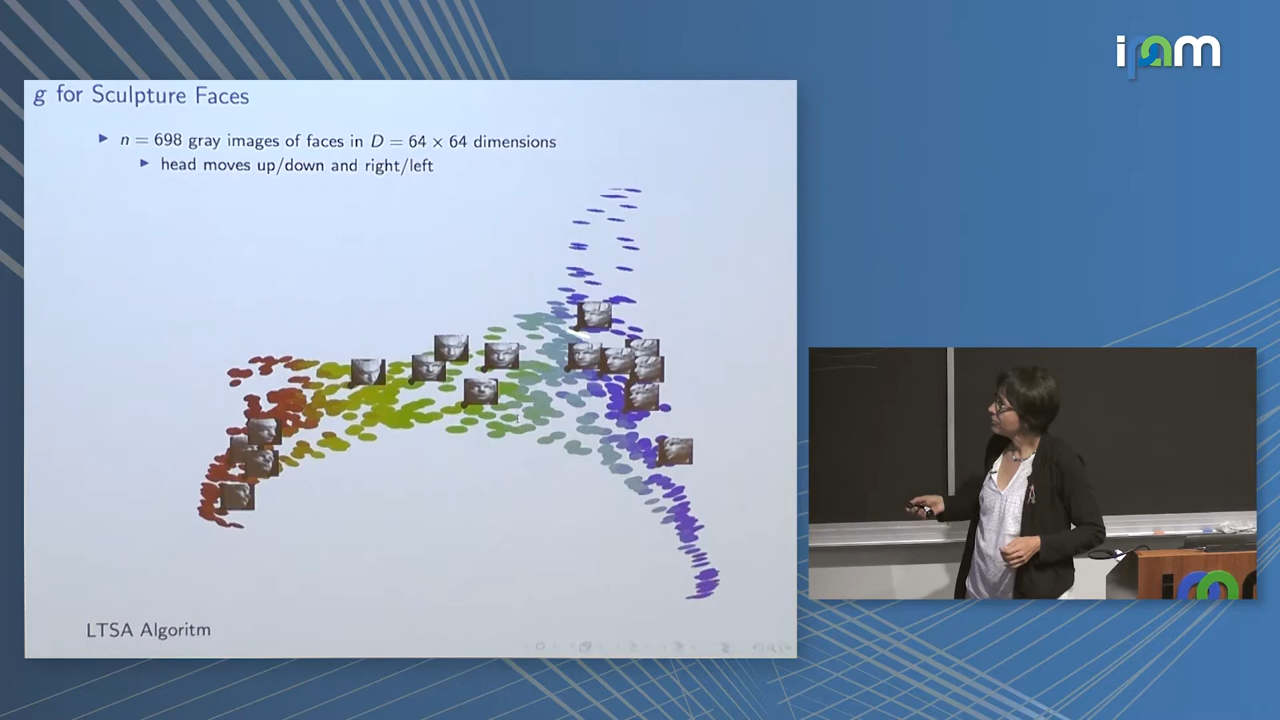 ipam
g for Sculpture Faces
n = 698 gray images of faces in D = 64 × 64 dimensions
head moves up/down and right/left
LTSA Algoritm